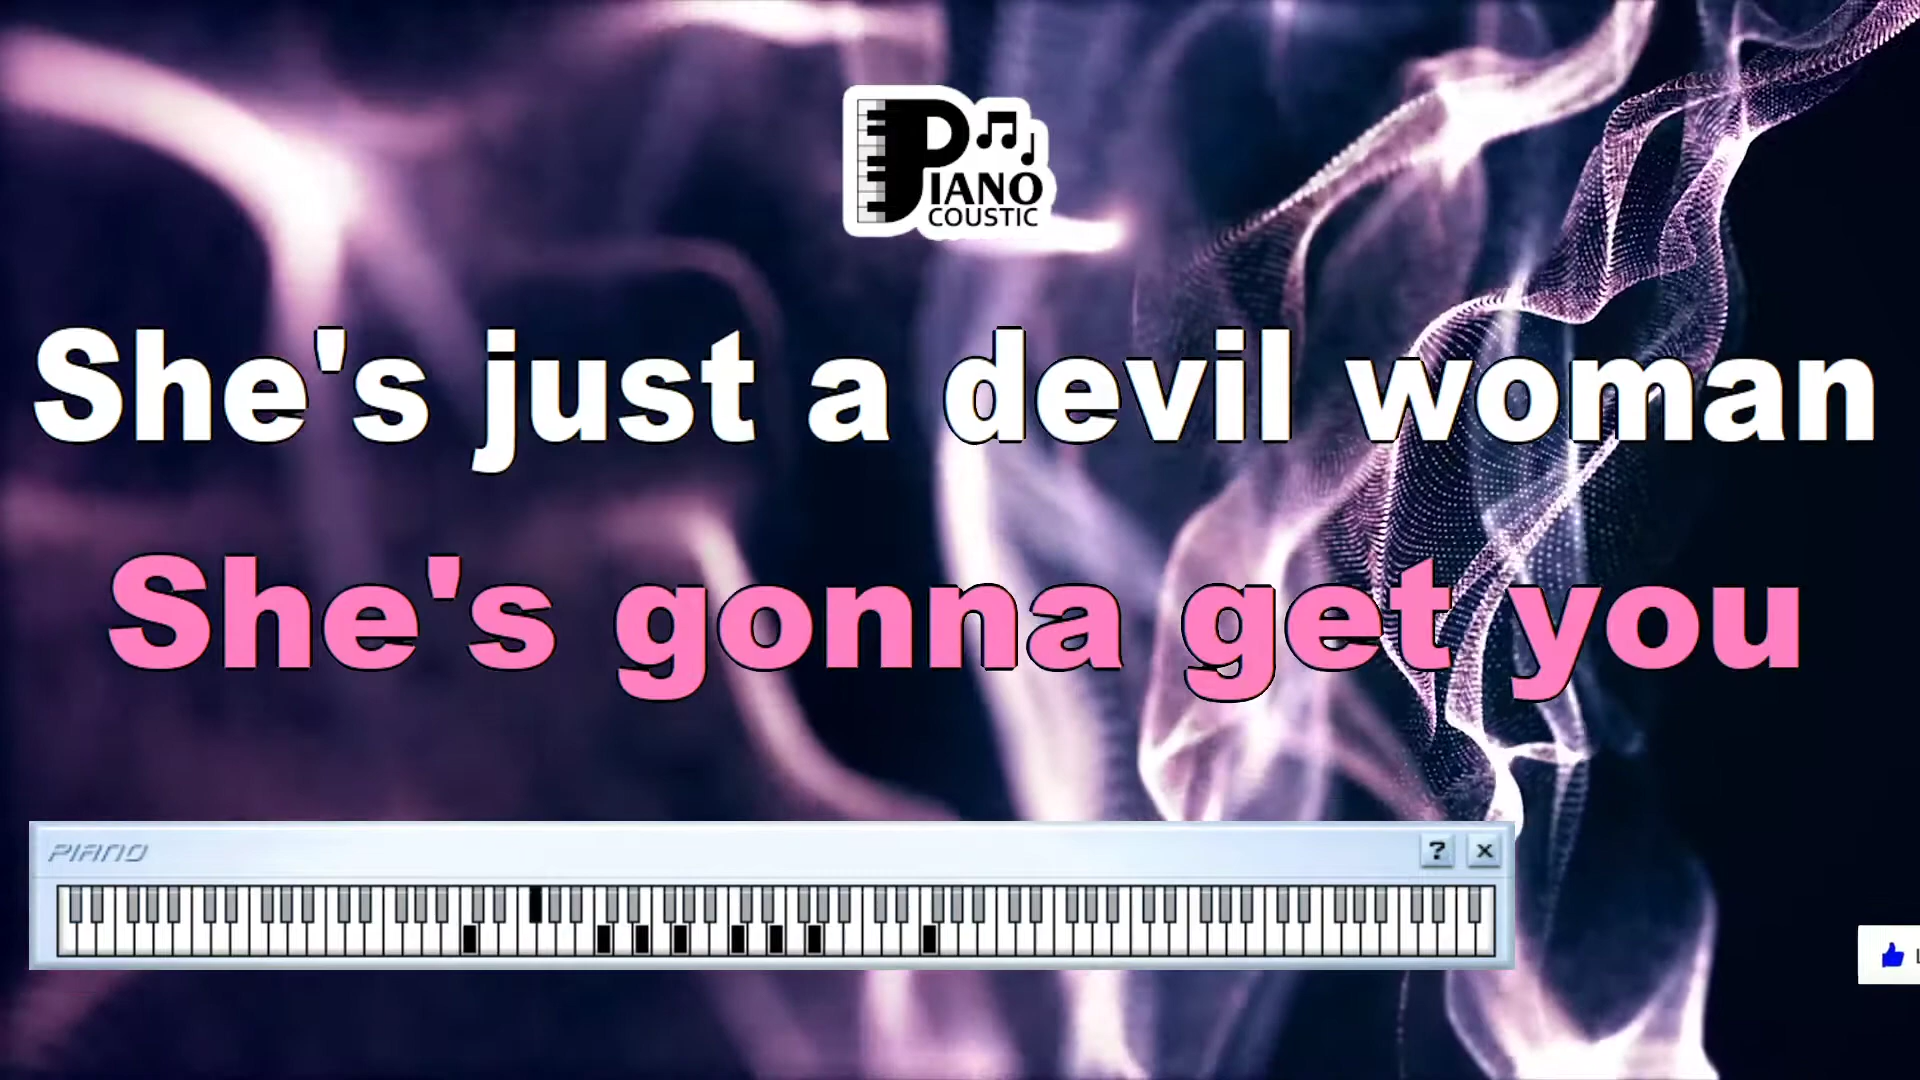 PIANO
COUSTIC
She's just a devil woman
She's gonna get you
PIANO
? X
L